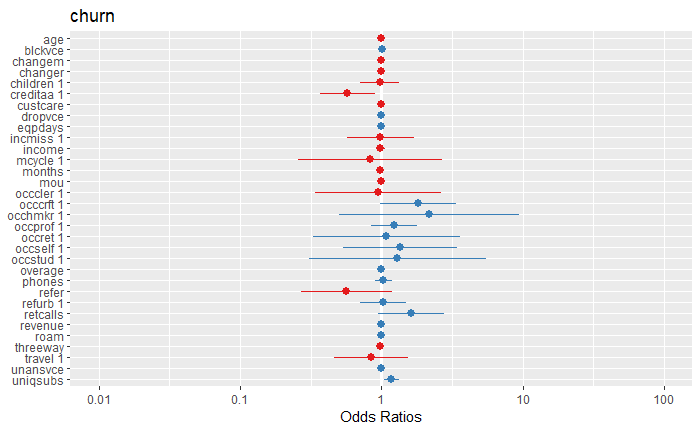 churn
age
blckvce
changem
changer
children 1
creditaa 1
custcare
dropvce
eqpdays
incmiss 1
income
mcycle 1
months
mou
occcler 1
occcrft 1
occhmkr 1
occprof 1
occret 1
occself 1
occstud 1
overage
phones
refer
refurb 1
retcalls
revenue
roam
threeway
travel 1
unansvce
uniqsubs
0.01 0.1 1 10 100
Odds Ratios